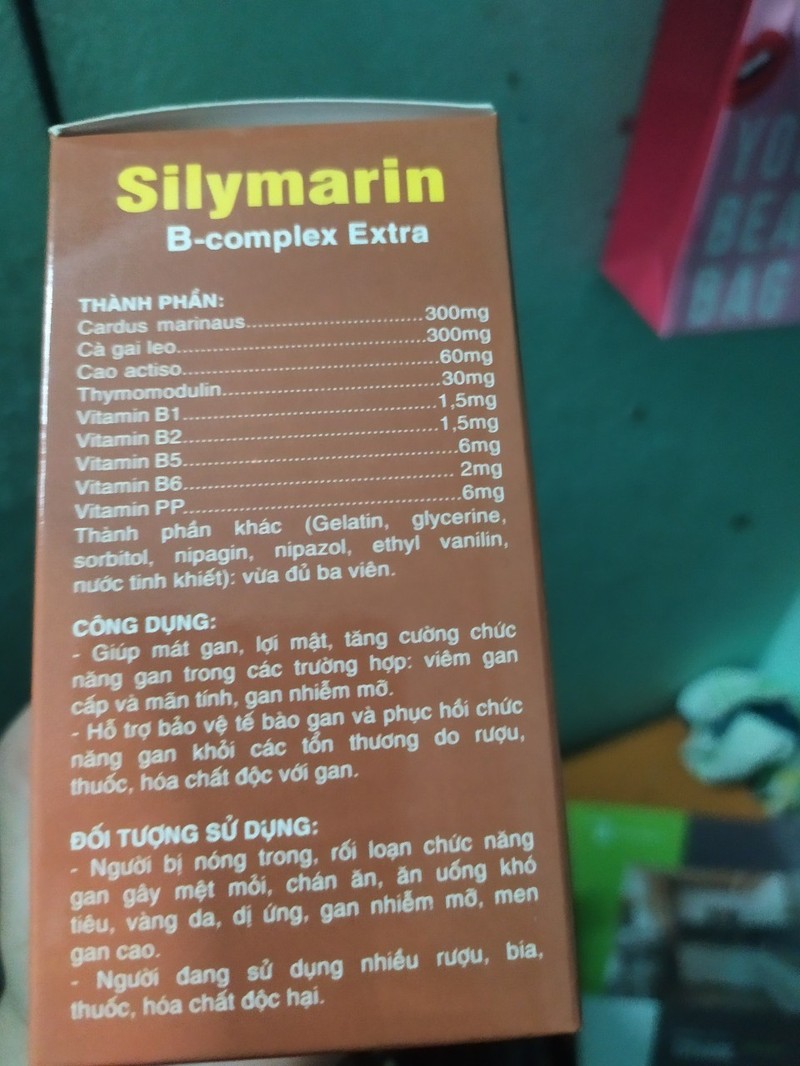 Silymarin
B-complex Extra
THÀNH PHẦN:
Cardus marinaus..............................300mg
Cà gai leo..........................................300mg
Cao actiso...........................................60mg
Thymomodulin.....................................30mg
Vitamin B1..........................................1,5mg
Vitamin B2..........................................1,5mg
Vitamin B5.............................................6mg
Vitamin B6.............................................2mg
Vitamin PP.............................................6mg
Thành phần khác (Gelatin, glycerine,
sorbitol, nipagin, nipazol, ethyl vanilin,
nước tinh khiết): vừa đủ ba viên.
CÔNG DỤNG:
- Giúp mát gan, lợi mật, tăng cường chức
năng gan trong các trường hợp: viêm gan
cấp và mãn tính, gan nhiễm mỡ.
- Hỗ trợ bảo vệ tế bào gan và phục hồi chức
năng gan khỏi các tổn thương do rượu,
thuốc, hóa chất độc với gan.
ĐỐI TƯỢNG SỬ DỤNG:
- Người bị nóng trong, rối loạn chức năng
gan gây mệt mỏi, chán ăn, ăn uống khó
tiêu, vàng da, dị ứng, gan nhiễm mỡ, men
gan cao.
- Người đang sử dụng nhiều rượu, bia,
thuốc, hóa chất độc hại.
BAG